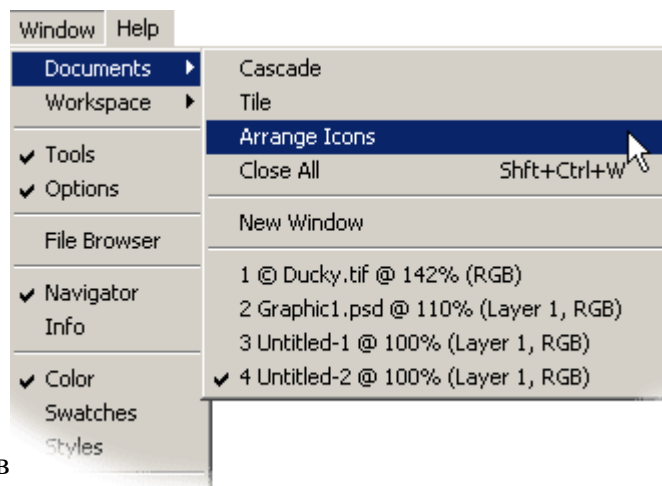 Window Help
Documents
Workspace
Tools
Options
File Browser
Navigator
Info
Color
Swatches
Styles
Cascade
Tile
Arrange Icons
Close All Shft+Ctrl+W
New Window
1 © Ducky.tif @ 142% (RGB)
2 Graphic1.psd @ 110% (Layer 1, RGB)
3 Untitled-1 @ 100% (Layer 1, RGB)
4 Untitled-2 @ 100% (Layer 1, RGB)
в